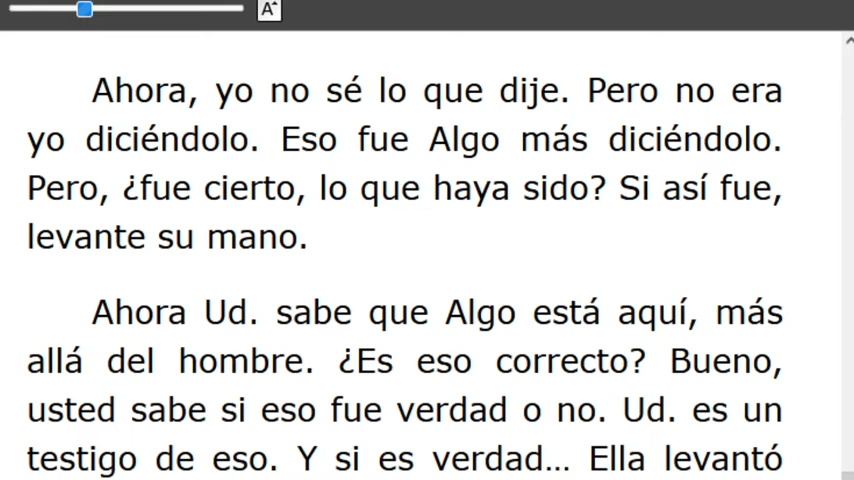 A
Ahora, yo no sé lo que dije. Pero no era
yo diciéndolo. Eso fue Algo más diciéndolo.
Pero, ¿fue cierto, lo que haya sido? Si así fue,
levante su mano.
Ahora Ud. sabe que Algo está aquí, más
allá del hombre. ¿Es eso correcto? Bueno,
usted sabe si eso fue verdad o no. Ud. es un
testigo de eso. Y si es verdad... Ella levantó